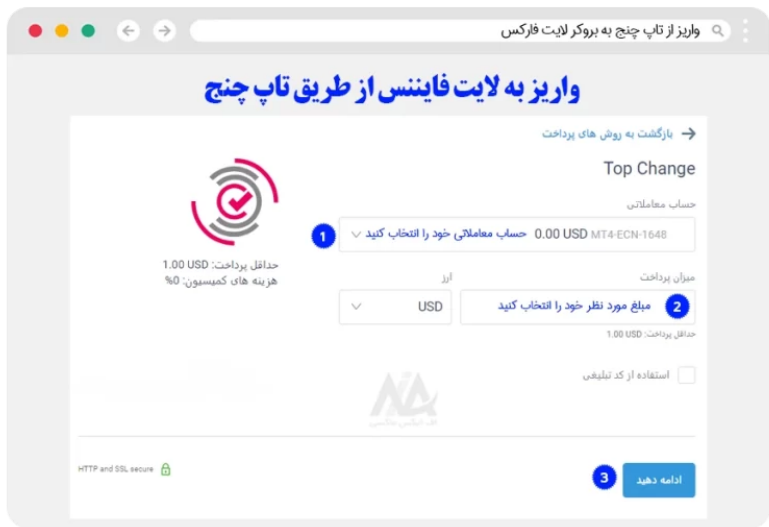 واریز از تاپ چنج به بروکر لایت فارکس
واریز به لایت فایننس از طریق تاپ چنج
بازگشت به روش های پرداخت
Top Change
حساب معاملاتی
1 حساب معاملاتی خود را انتخاب کنید 0.00 USD MT4-ECN-1648
حداقل پرداخت: 1.00 USD
هزینه های کمیسیون: 0%
میزان پرداخت
ارز
2 مبلغ مورد نظر خود را انتخاب کنید
USD
حداقل پرداخت: 1.00 USD
استفاده از کد تبلیغی
HTTP and SSL secure
3
ادامه دهید